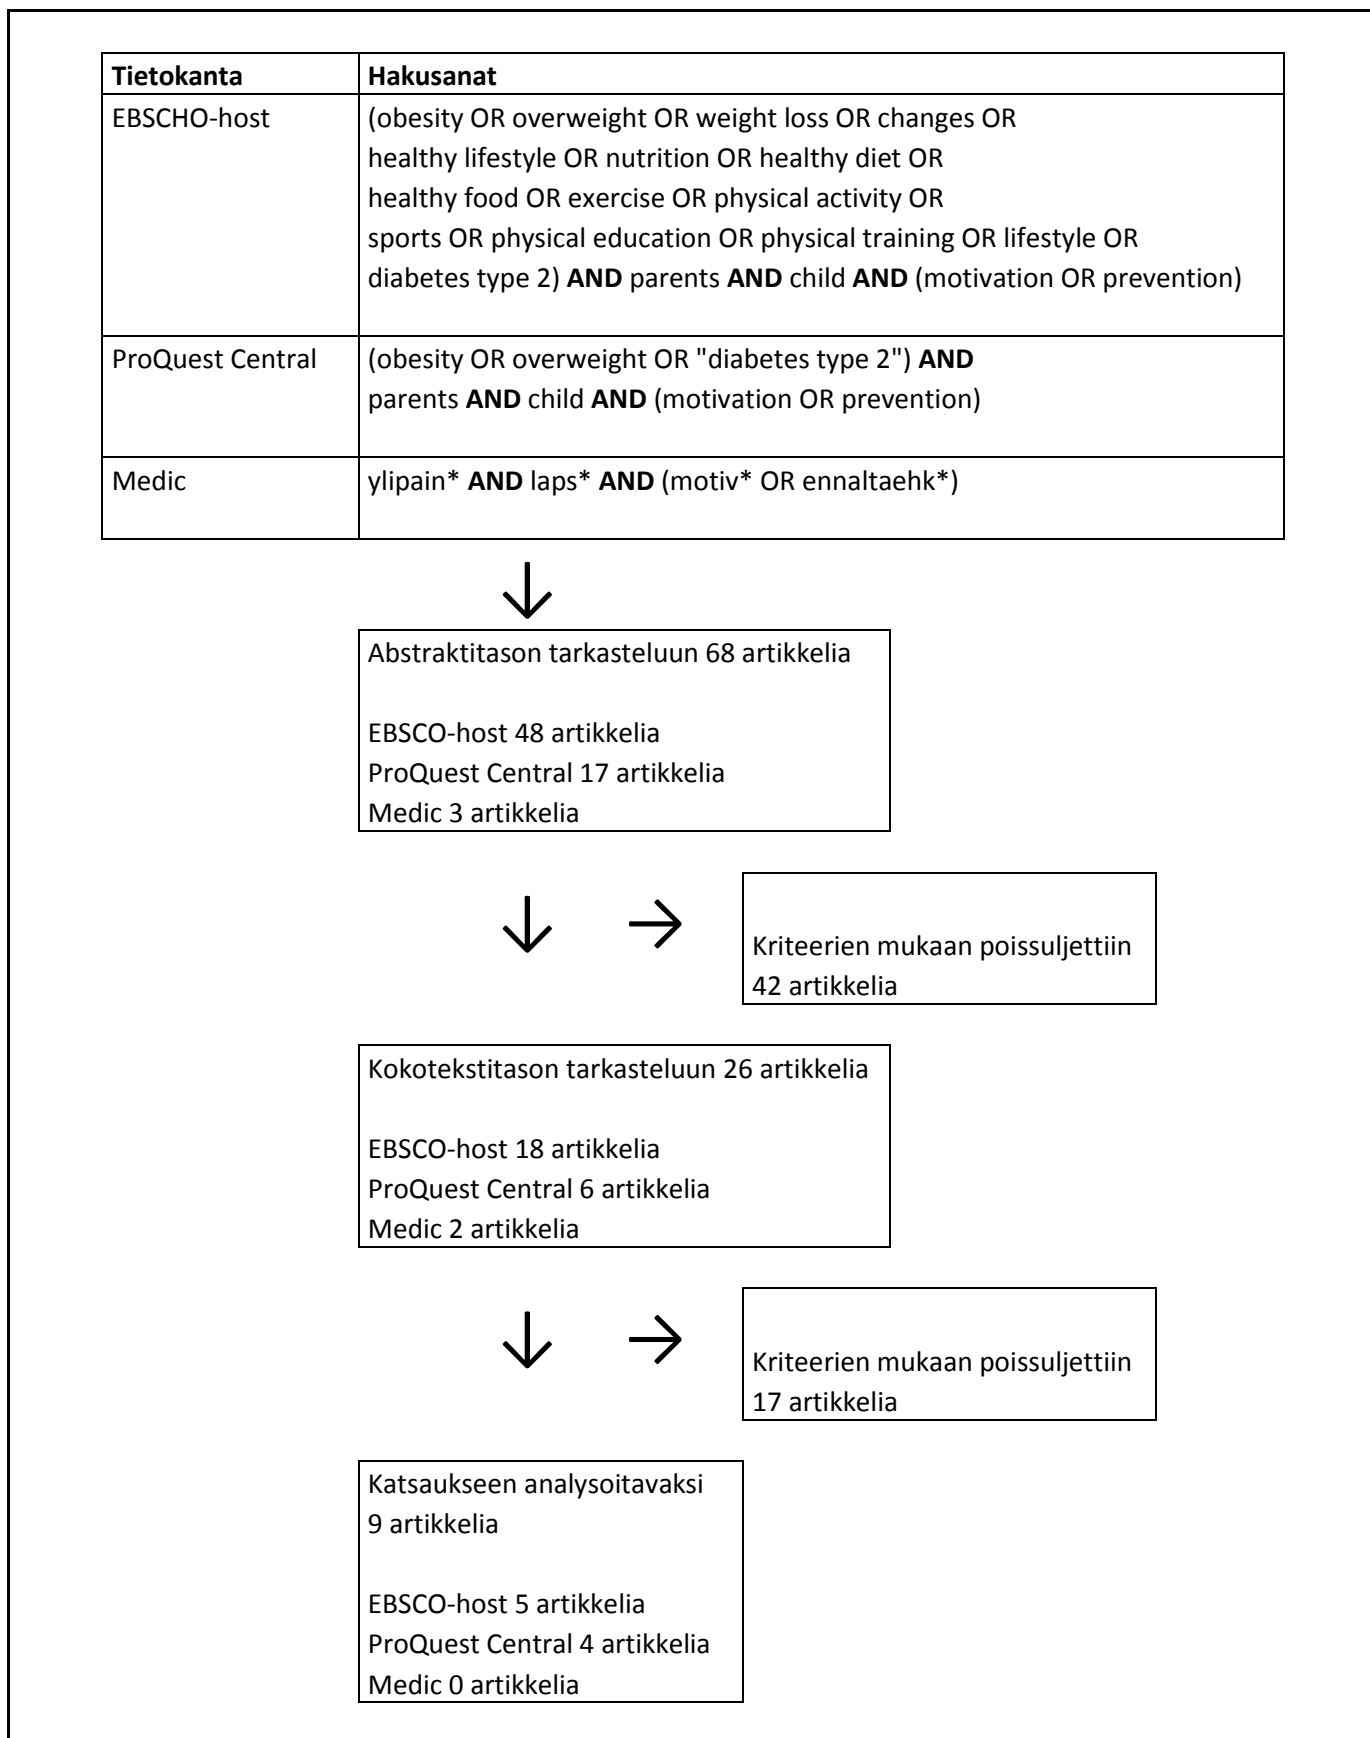 Tietokanta Hakusanat
EBSCHO-host (obesity OR overweight OR weight loss OR changes OR
healthy lifestyle OR nutrition OR healthy diet OR
healthy food OR exercise OR physical activity OR
sports OR physical education OR physical training OR lifestyle OR
diabetes type 2) AND parents AND child AND (motivation OR prevention)
ProQuest Central (obesity OR overweight OR "diabetes type 2") AND
parents AND child AND (motivation OR prevention)
Medic ylipain* AND laps* AND (motiv* OR ennaltaehk*)
Abstraktitason tarkasteluun 68 artikkelia
EBSCO-host 48 artikkelia
ProQuest Central 17 artikkelia
Medic 3 artikkelia
Kriteerien mukaan poissuljettiin
42 artikkelia
Kokotekstitason tarkasteluun 26 artikkelia
EBSCO-host 18 artikkelia
ProQuest Central 6 artikkelia
Medic 2 artikkelia
Kriteerien mukaan poissuljettiin
17 artikkelia
Katsaukseen analysoitavaksi
9 artikkelia
EBSCO-host 5 artikkelia
ProQuest Central 4 artikkelia
Medic 0 artikkelia